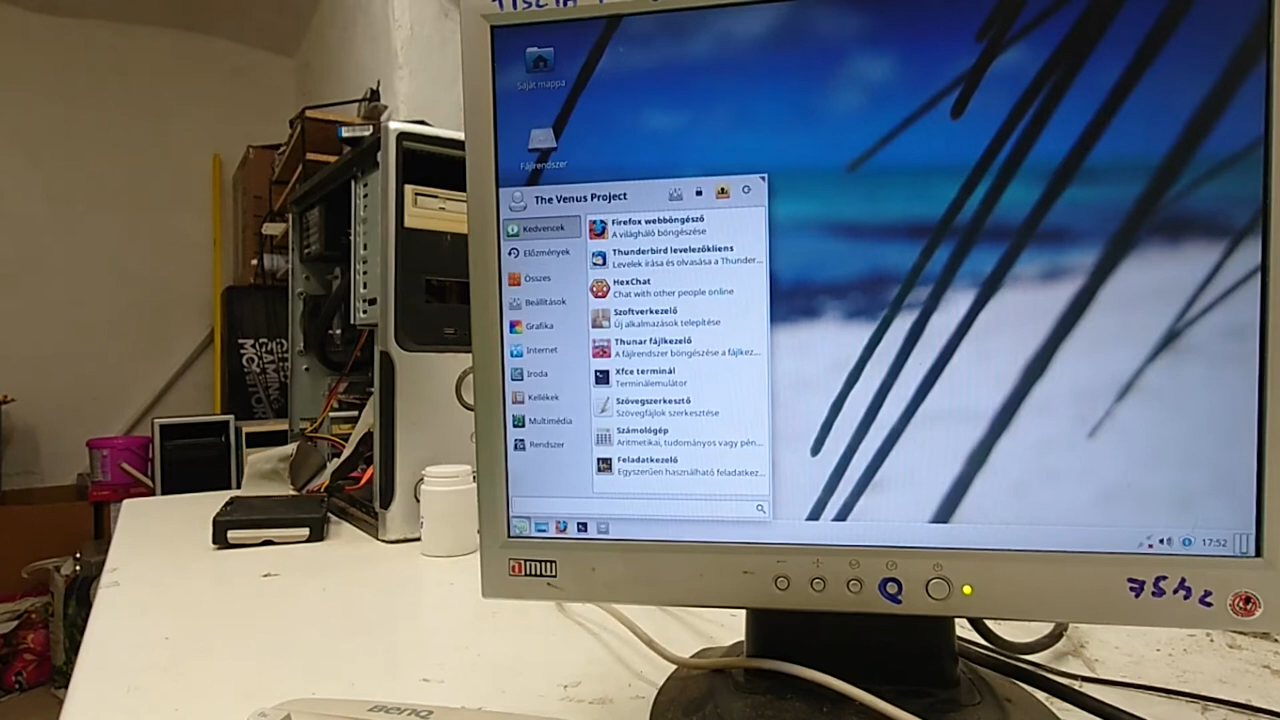 Saját mappa
Fájlrendszer
The Venus Project
Kedvencek
Előzmények
Összes
Beállítások
Grafika
Internet
Iroda
Kellékek
Multimédia
Rendszer
Firefox webböngésző
A világháló böngészése
Thunderbird levelezőkliens
Levelek írása és olvasása a Thunder...
HexChat
Chat with other people online
Szoftverkezelő
Új alkalmazások telepítése
Thunar fájlkezelő
A fájlrendszer böngészése a fájlkez...
Xfce terminál
Terminálemulátor
Szövegszerkesztő
Szövegfájlok szerkesztése
Számológép
Aritmetikai, tudományos vagy pén...
Feladatkezelő
Egyszerűen használható feladatkez...
17:52
amw
7542
BenQ